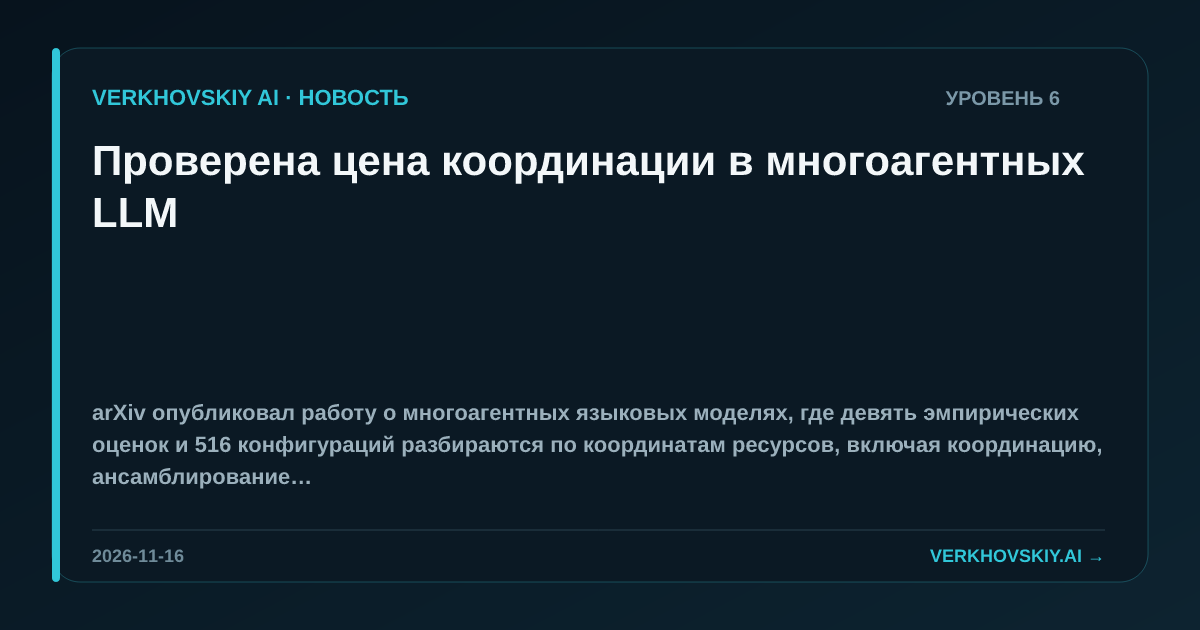 VERKHOVSKIY AI · НОВОСТЬ
УРОВЕНЬ 6
Проверена цена координации в многоагентных
LLM
arXiv опубликовал работу о многоагентных языковых моделях, где девять эмпирических
оценок и 516 конфигураций разбираются по координатам ресурсов, включая координацию,
ансамблирование…
2026-11-16
VERKHOVSKIY.AI →